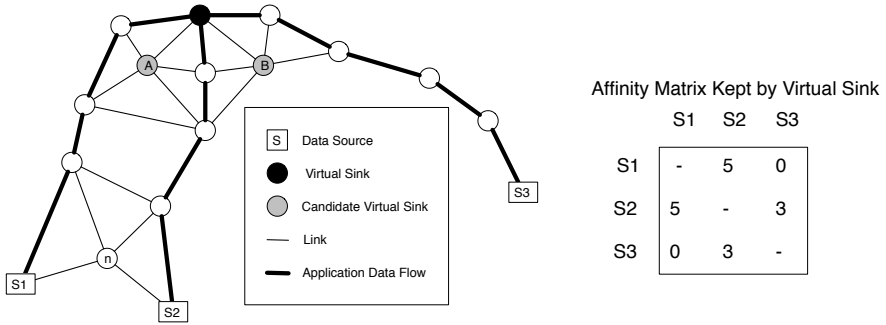 A
B
n
S1
S2
S3
S Data Source
Virtual Sink
Candidate Virtual Sink
Link
Application Data Flow
Affinity Matrix Kept by Virtual Sink
S1 S2 S3
S1 - 5 0
S2 5 - 3
S3 0 3 -